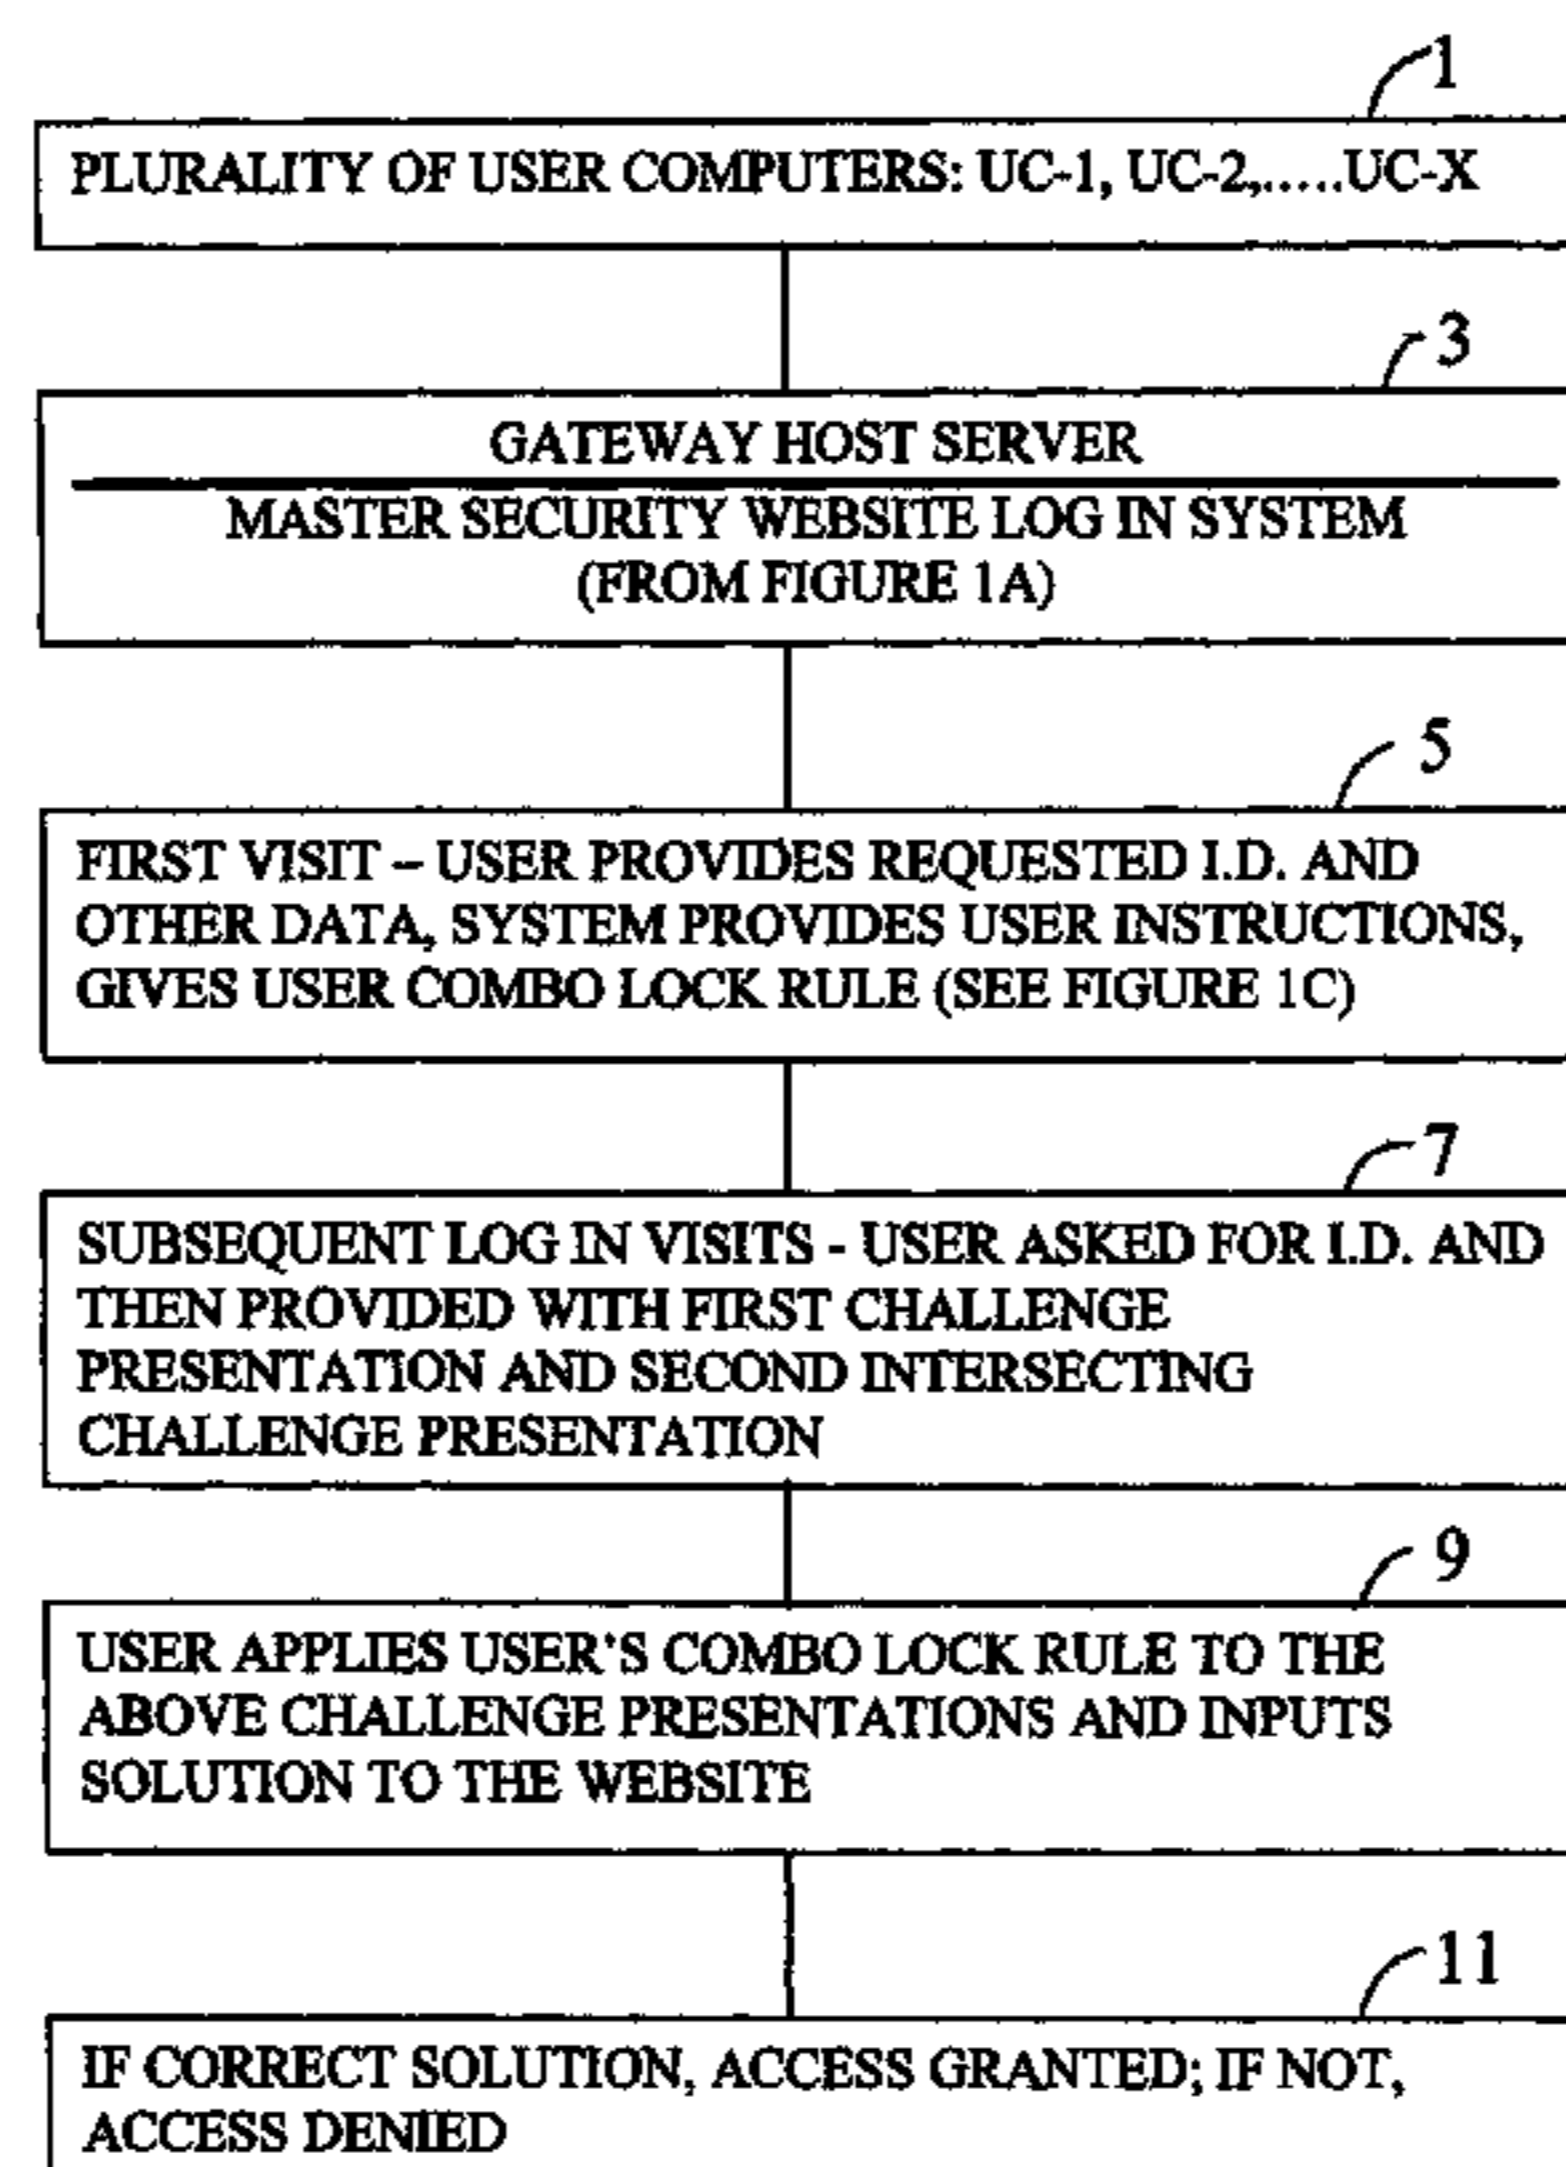 1
PLURALITY OF USER COMPUTERS: UC-1, UC-2,.....UC-X
3
GATEWAY HOST SERVER
MASTER SECURITY WEBSITE LOG IN SYSTEM
(FROM FIGURE 1A)
5
FIRST VISIT – USER PROVIDES REQUESTED I.D. AND
OTHER DATA, SYSTEM PROVIDES USER INSTRUCTIONS,
GIVES USER COMBO LOCK RULE (SEE FIGURE 1C)
7
SUBSEQUENT LOG IN VISITS - USER ASKED FOR I.D. AND
THEN PROVIDED WITH FIRST CHALLENGE
PRESENTATION AND SECOND INTERSECTING
CHALLENGE PRESENTATION
9
USER APPLIES USER'S COMBO LOCK RULE TO THE
ABOVE CHALLENGE PRESENTATIONS AND INPUTS
SOLUTION TO THE WEBSITE
11
IF CORRECT SOLUTION, ACCESS GRANTED; IF NOT,
ACCESS DENIED